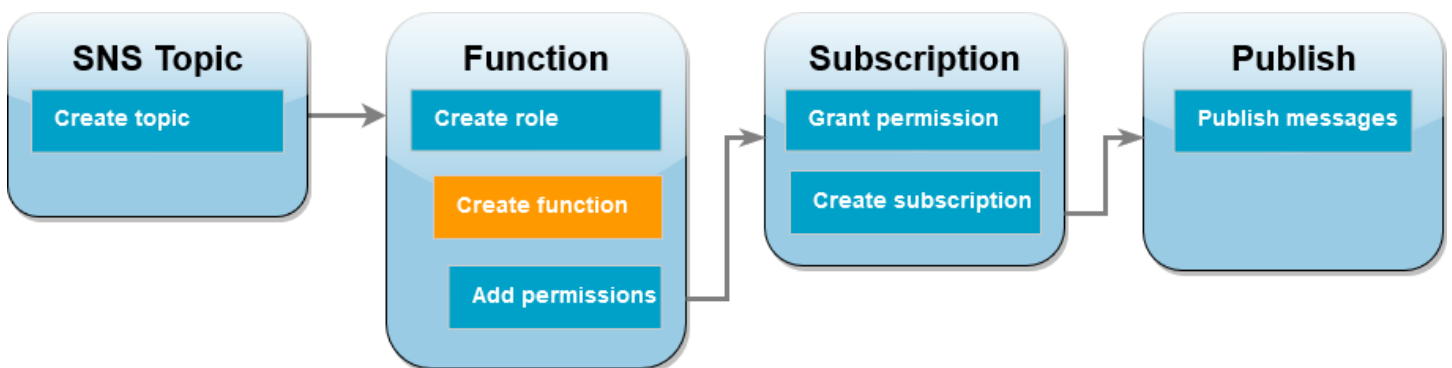 SNS Topic
Create topic
Function
Create role
Create function
Add permissions
Subscription
Grant permission
Create subscription
Publish
Publish messages